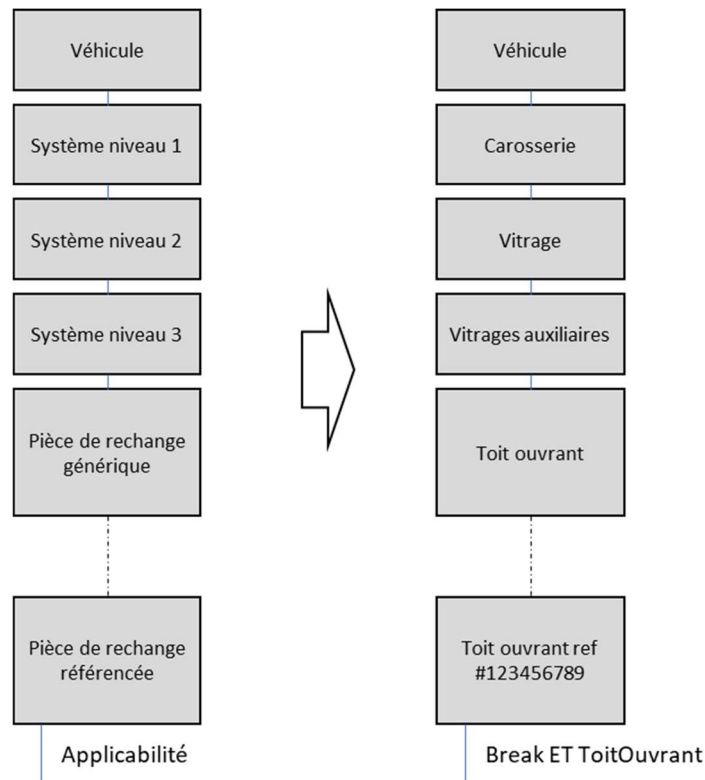 Véhicule
Système niveau 1
Système niveau 2
Système niveau 3
Pièce de rechange
générique
Pièce de rechange
référencée
Applicabilité
Véhicule
Carosserie
Vitrage
Vitrages auxiliaires
Toit ouvrant
Toit ouvrant ref
#123456789
Break ET ToitOuvrant